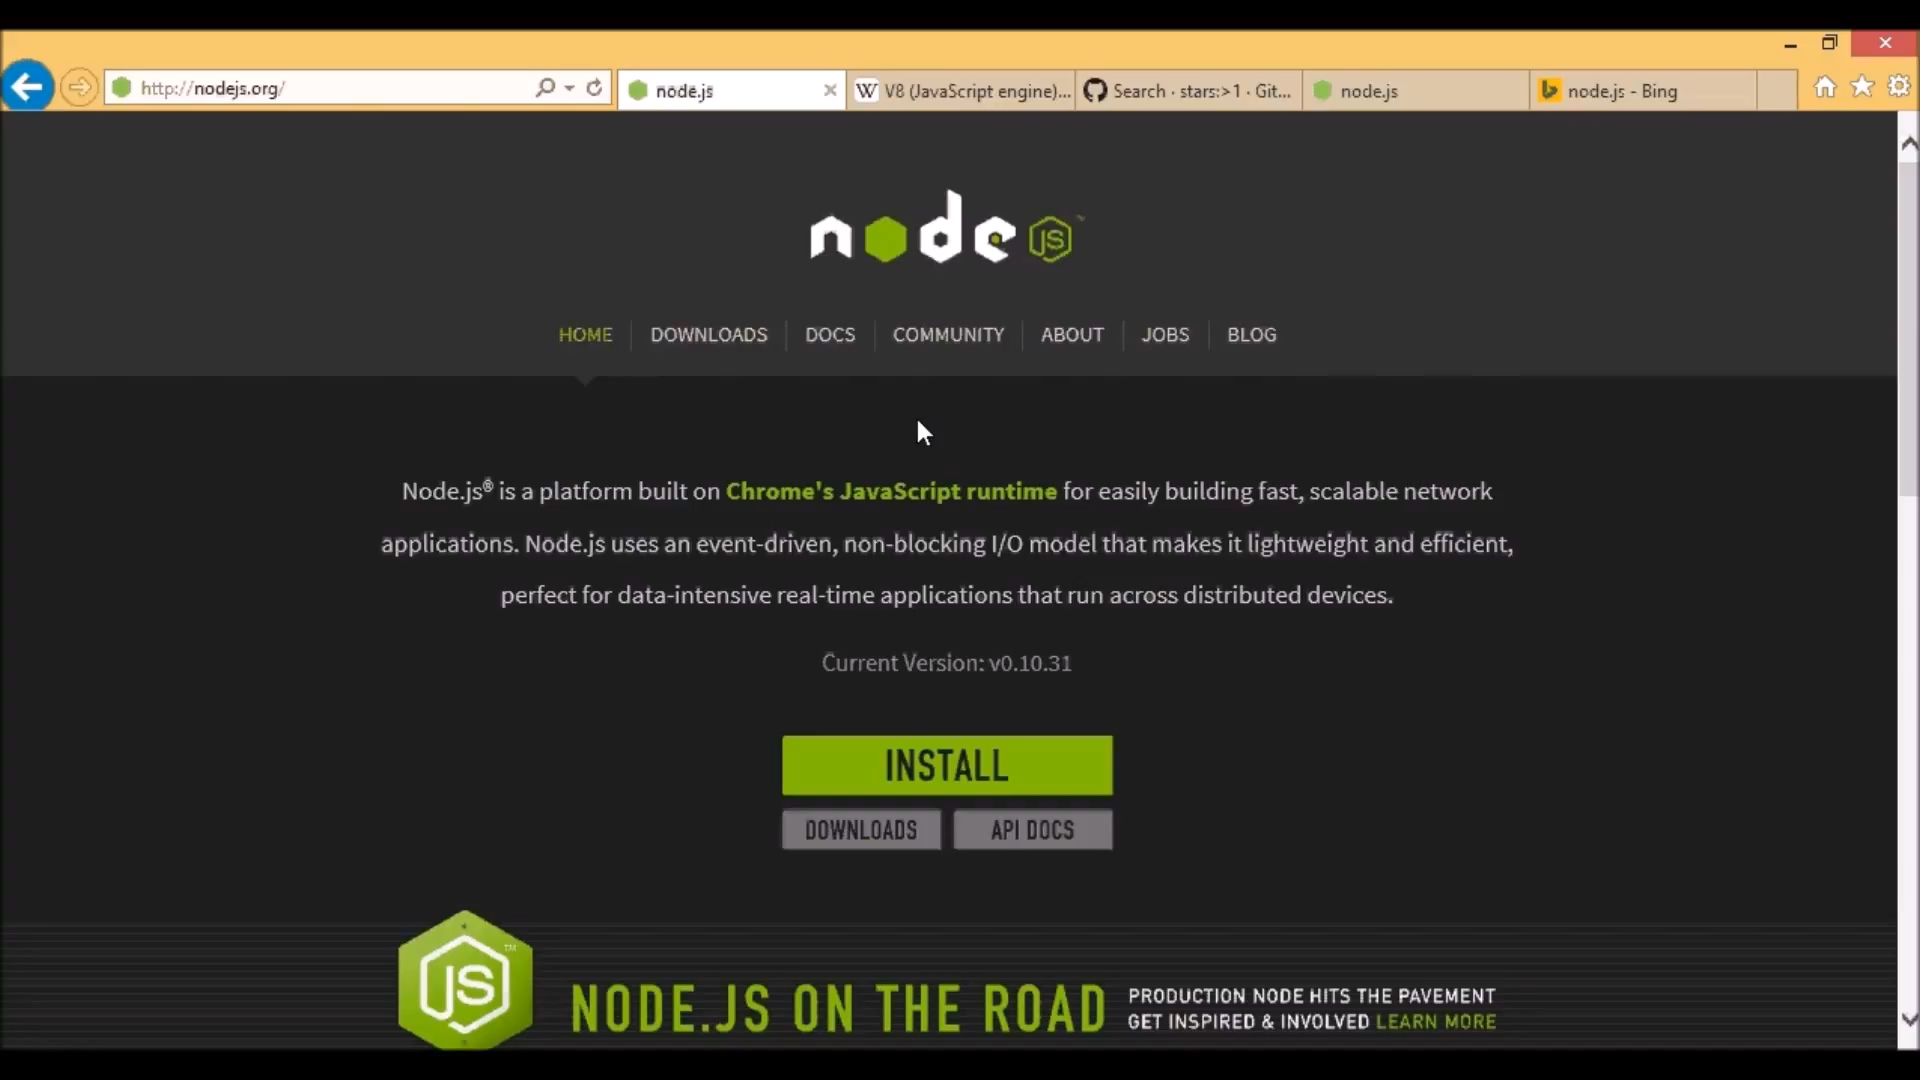 http://nodejs.org/
node.js
V8 (JavaScript engine)...
Search · stars:>1 · Git...
node.js
node.js - Bing
node JS™
HOME
DOWNLOADS
DOCS
COMMUNITY
ABOUT
JOBS
BLOG
Node.js® is a platform built on Chrome's JavaScript runtime for easily building fast, scalable network
applications. Node.js uses an event-driven, non-blocking I/O model that makes it lightweight and efficient,
perfect for data-intensive real-time applications that run across distributed devices.
Current Version: v0.10.31
INSTALL
DOWNLOADS
API DOCS
JS™
NODE.JS ON THE ROAD
PRODUCTION NODE HITS THE PAVEMENT
GET INSPIRED & INVOLVED LEARN MORE